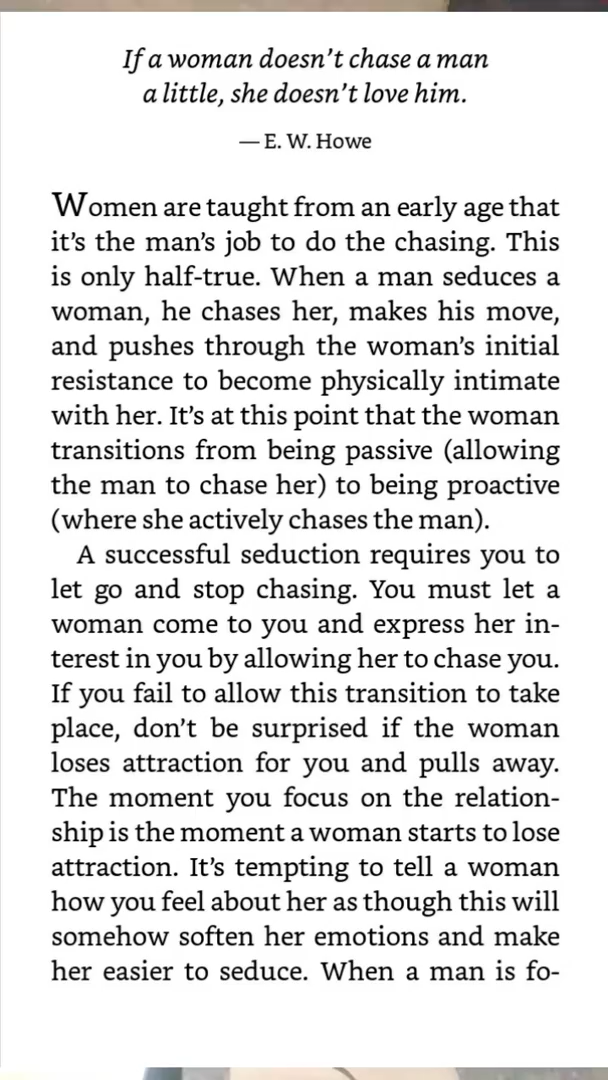 If a woman doesn’t chase a man
a little, she doesn’t love him.
— E. W. Howe
Women are taught from an early age that
it’s the man’s job to do the chasing. This
is only half-true. When a man seduces a
woman, he chases her, makes his move,
and pushes through the woman’s initial
resistance to become physically intimate
with her. It’s at this point that the woman
transitions from being passive (allowing
the man to chase her) to being proactive
(where she actively chases the man).
A successful seduction requires you to
let go and stop chasing. You must let a
woman come to you and express her in-
terest in you by allowing her to chase you.
If you fail to allow this transition to take
place, don’t be surprised if the woman
loses attraction for you and pulls away.
The moment you focus on the relation-
ship is the moment a woman starts to lose
attraction. It’s tempting to tell a woman
how you feel about her as though this will
somehow soften her emotions and make
her easier to seduce. When a man is fo-